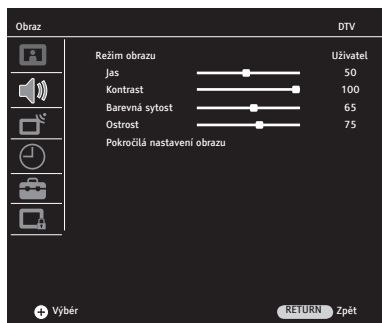 Obraz DTV
Režim obrazu Uživatel
Jas 50
Kontrast 100
Barevná sytost 65
Ostrost 75
Pokročilá nastavení obrazu
Výbér RETURN Zpět